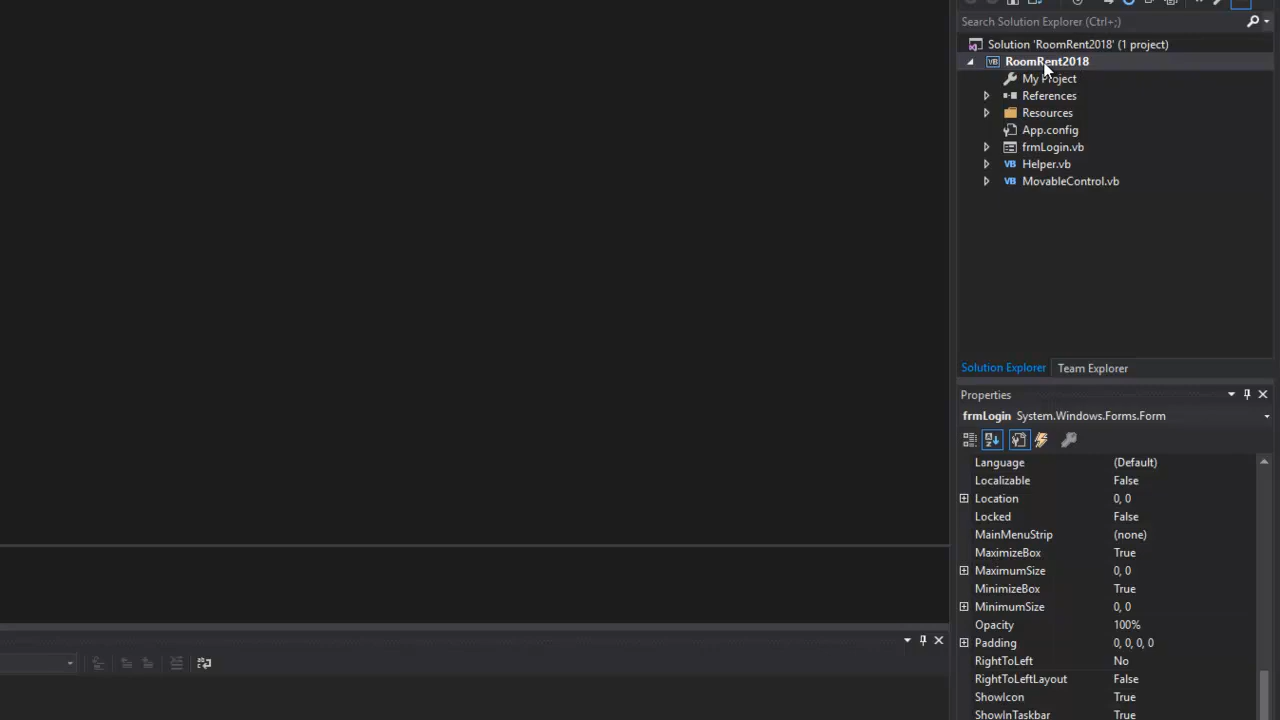 Search Solution Explorer (Ctrl+;)
Solution 'RoomRent2018' (1 project)
VB RoomRent2018
My Project
References
Resources
App.config
frmLogin.vb
VB Helper.vb
VB MovableControl.vb
Solution Explorer Team Explorer
Properties
frmLogin System.Windows.Forms.Form
Language (Default)
Localizable False
Location 0, 0
Locked False
MainMenuStrip (none)
MaximizeBox True
MaximumSize 0, 0
MinimizeBox True
MinimumSize 0, 0
Opacity 100%
Padding 0, 0, 0, 0
RightToLeft No
RightToLeftLayout False
ShowIcon True
ShowInTaskbar True